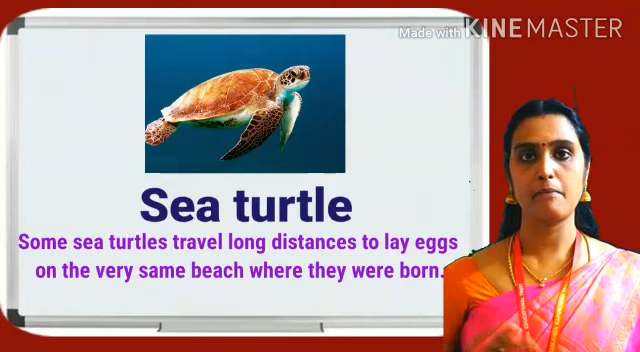 Made with KINEMASTER
Sea turtle
Some sea turtles travel long distances to lay eggs
on the very same beach where they were born.